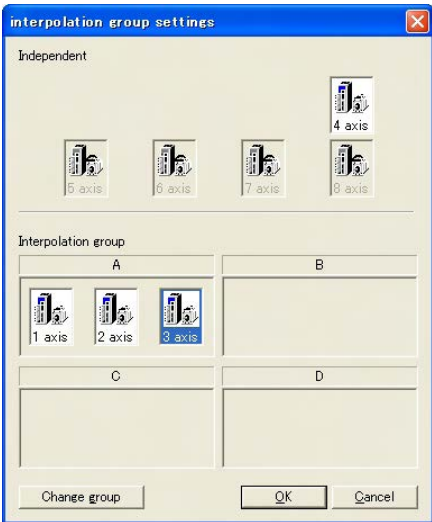 interpolation group settings
Independent
4 axis
5 axis 6 axis 7 axis 8 axis
Interpolation group
A B
1 axis 2 axis 3 axis
C D
Change group OK Cancel